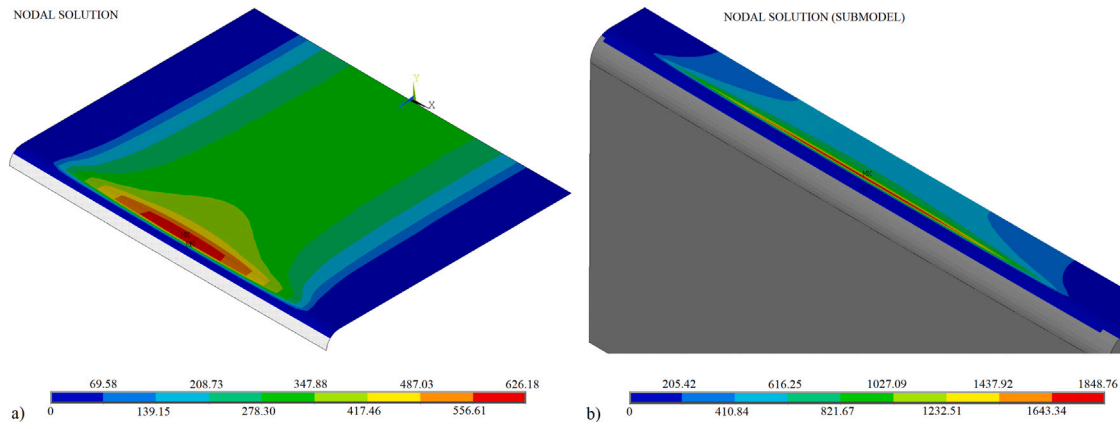 NODAL SOLUTION
NODAL SOLUTION (SUBMODEL)
Y
X
MX
69.58 208.73 347.88 487.03 626.18
0 139.15 278.30 417.46 556.61
a)
205.42 616.25 1027.09 1437.92 1848.76
0 410.84 821.67 1232.51 1643.34
b)